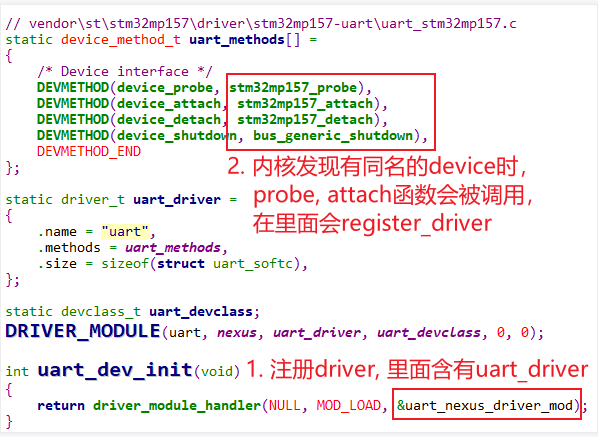 // vendor\st\stm32mp157\driver\stm32mp157-uart\uart_stm32mp157.c
static device_method_t uart_methods[] =
{
    /* Device interface */
    DEVMETHOD(device_probe, stm32mp157_probe),
    DEVMETHOD(device_attach, stm32mp157_attach),
    DEVMETHOD(device_detach, stm32mp157_detach),
    DEVMETHOD(device_shutdown, bus_generic_shutdown),
    DEVMETHOD_END
};
2. 内核发现有同名的device时,
probe, attach函数会被调用,
在里面会register_driver
static driver_t uart_driver =
{
    .name = "uart",
    .methods = uart_methods,
    .size = sizeof(struct uart_softc),
};
static devclass_t uart_devclass;
DRIVER_MODULE(uart, nexus, uart_driver, uart_devclass, 0, 0);
int uart_dev_init(void) 1. 注册driver, 里面含有uart_driver
{
    return driver_module_handler(NULL, MOD_LOAD, &uart_nexus_driver_mod);
}